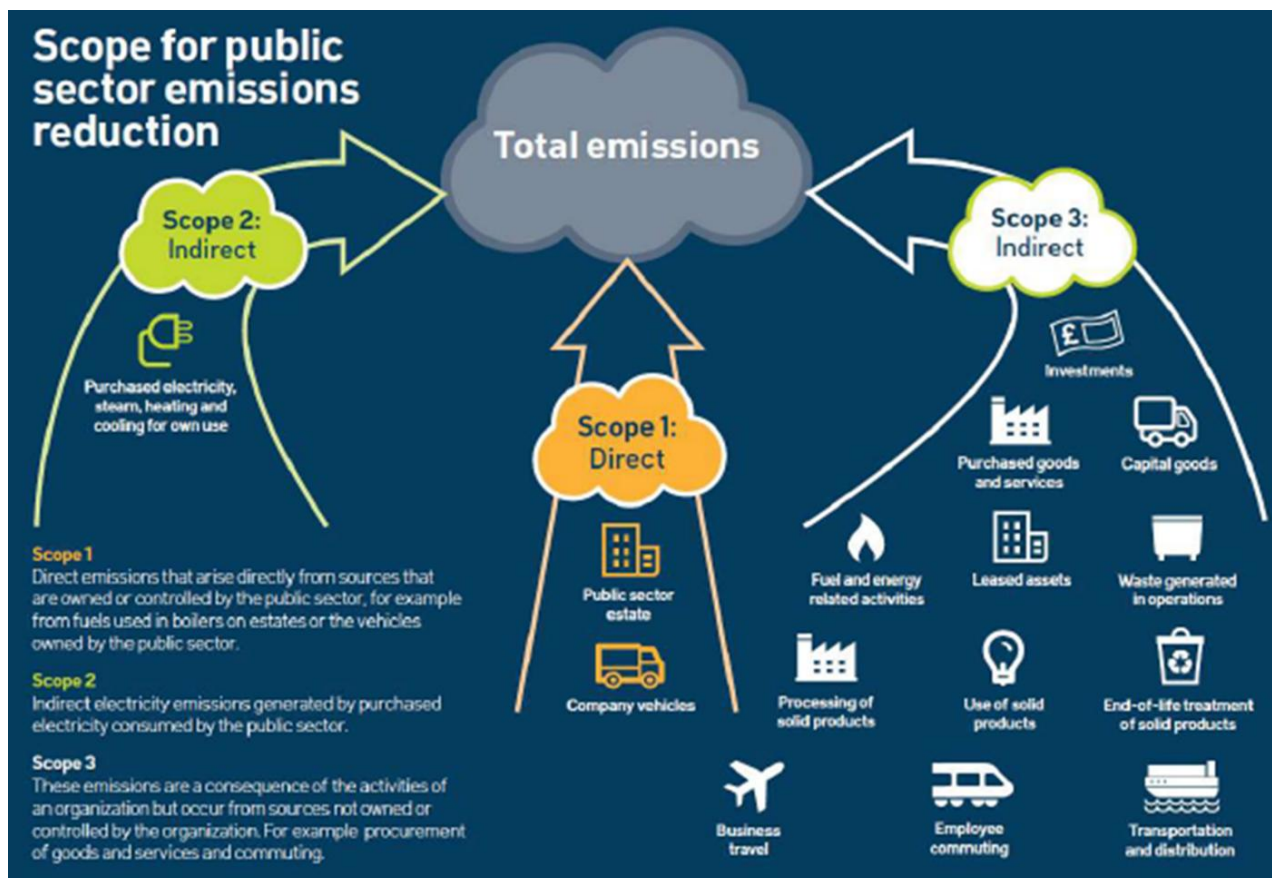 Scope for public
sector emissions
reduction
Total emissions
Scope 2:
Indirect
Scope 3:
Indirect
Purchased electricity,
steam, heating and
cooling for own use
Scope 1:
Direct
Public sector
estate
Company vehicles
£
Investments
Purchased goods
and services
Capital goods
Fuel and energy
related activities
Leased assets
Waste generated
in operations
Processing of
solid products
Use of solid
products
End-of-life treatment
of solid products
Business
travel
Employee
commuting
Transportation
and distribution
Scope 1
Direct emissions that arise directly from sources that
are owned or controlled by the public sector, for example
from fuels used in boilers on estates or the vehicles
owned by the public sector.
Scope 2
Indirect electricity emissions generated by purchased
electricity consumed by the public sector.
Scope 3
These emissions are a consequence of the activities of
an organization but occur from sources not owned or
controlled by the organization. For example procurement
of goods and services and commuting.